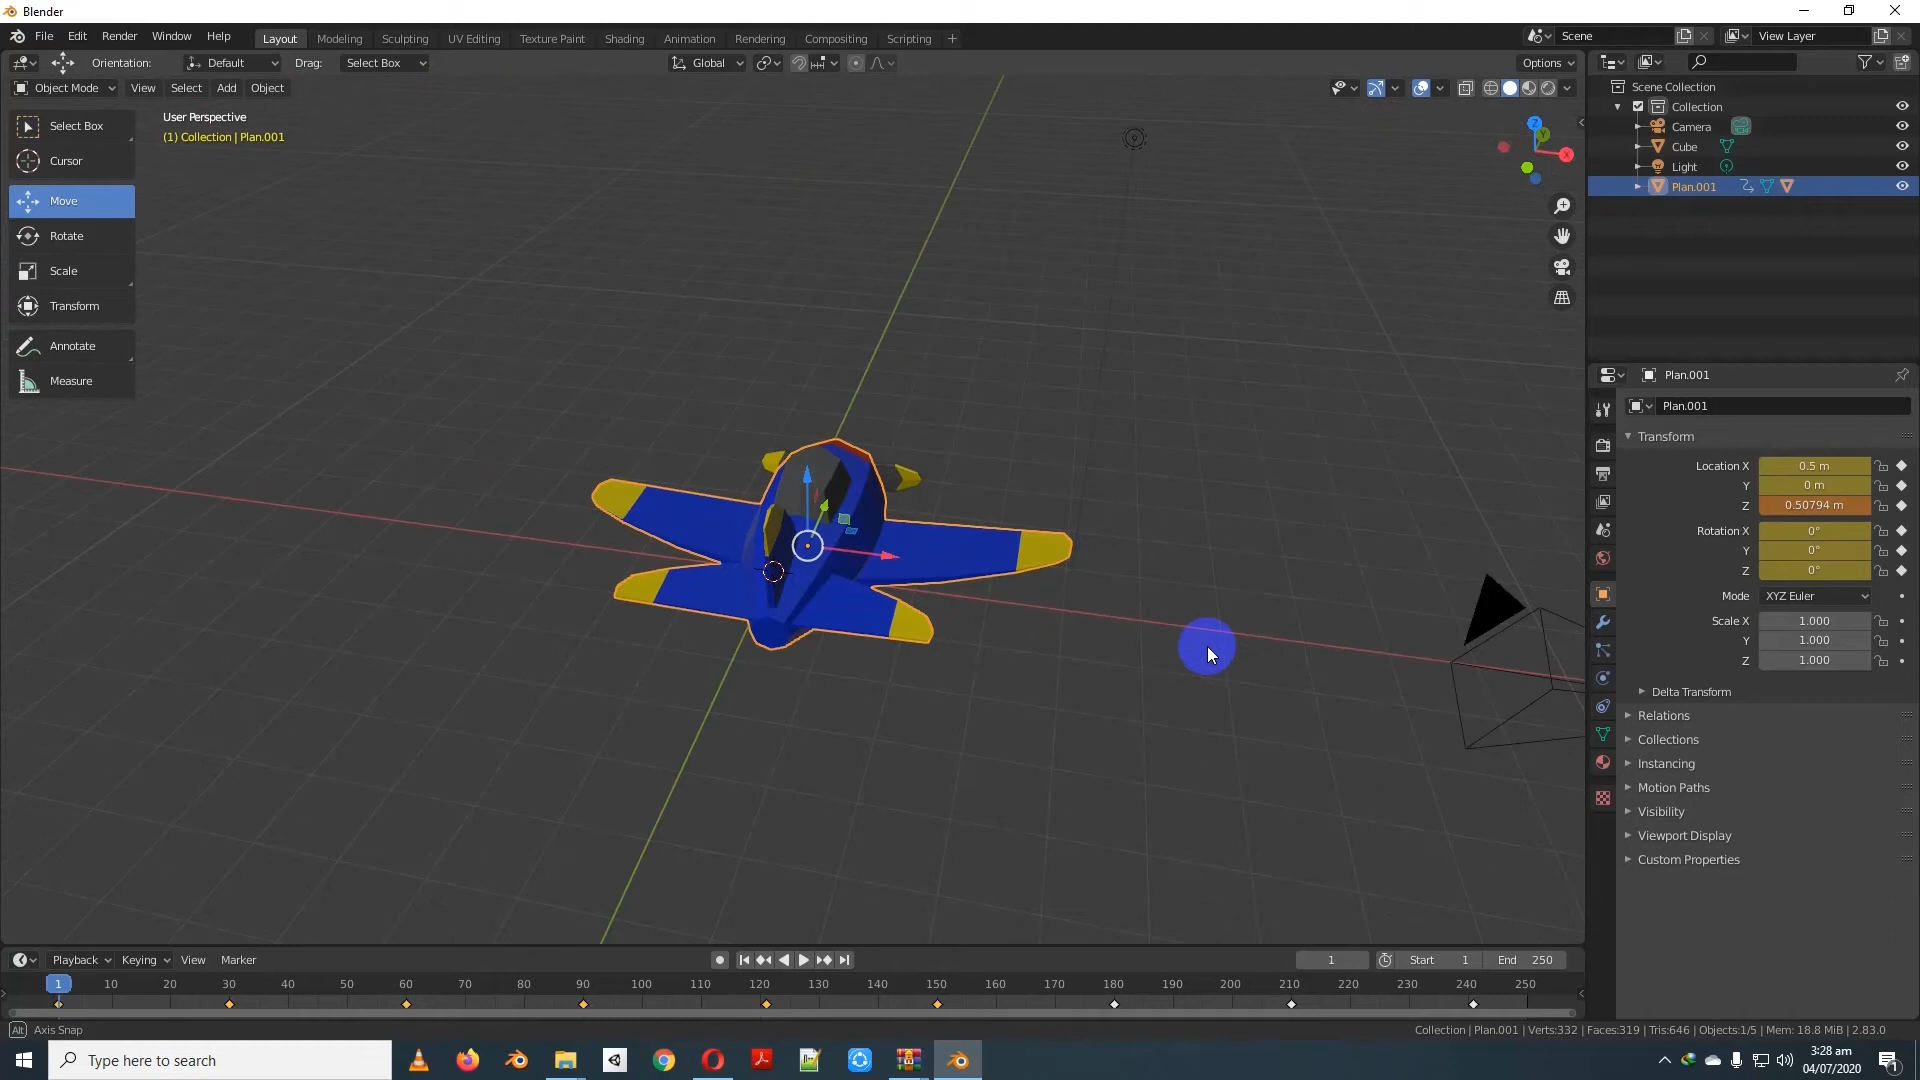 Blender
File Edit Render Window Help
Layout Modeling Sculpting UV Editing Texture Paint Shading Animation Rendering Compositing Scripting +
Scene View Layer
Orientation: Default Drag: Select Box Global Options
Object Mode View Select Add Object
User Perspective
(1) Collection | Plan.001
Select Box
Cursor
Move
Rotate
Scale
Transform
Annotate
Measure
Z
Y
X
Scene Collection
Collection
Camera
Cube
Light
Plan.001
Plan.001
Plan.001
Transform
Location X 0.5 m
Y 0 m
Z 0.50794 m
Rotation X 0°
Y 0°
Z 0°
Mode XYZ Euler
Scale X 1.000
Y 1.000
Z 1.000
Delta Transform
Relations
Collections
Instancing
Motion Paths
Visibility
Viewport Display
Custom Properties
Playback Keying View Marker 1 Start 1 End 250
1 10 20 30 40 50 60 70 80 90 100 110 120 130 140 150 160 170 180 190 200 210 220 230 240 250
Alt Axis Snap
Collection | Plan.001 | Verts:332 | Faces:319 | Tris:646 | Objects:1/5 | Mem: 18.8 MiB | 2.83.0
Type here to search
3:28 am
04/07/2020
1